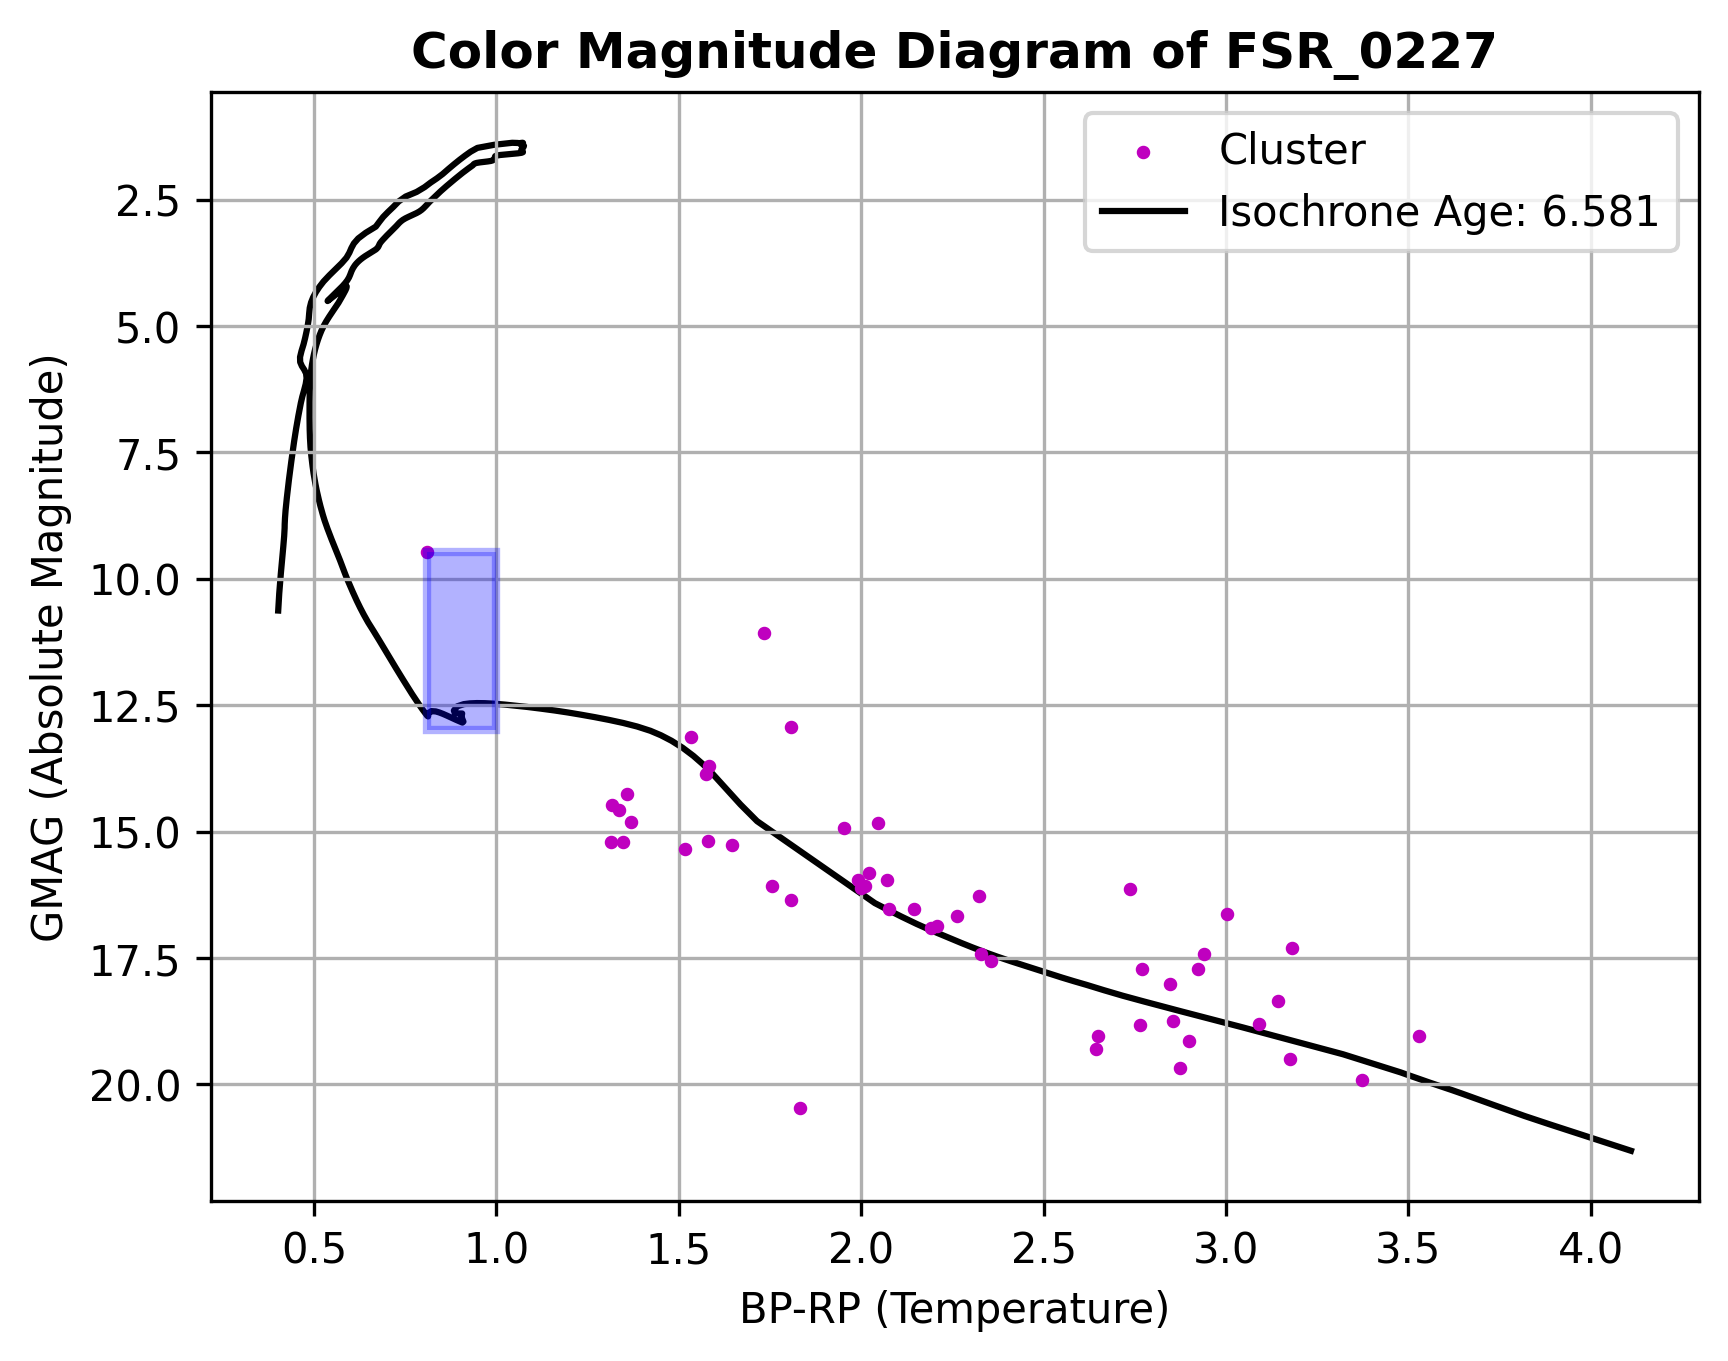 Color Magnitude Diagram of FSR_0227
Cluster
Isochrone Age: 6.581
GMAG (Absolute Magnitude)
2.5
5.0
7.5
10.0
12.5
15.0
17.5
20.0
0.5 1.0 1.5 2.0 2.5 3.0 3.5 4.0
BP-RP (Temperature)